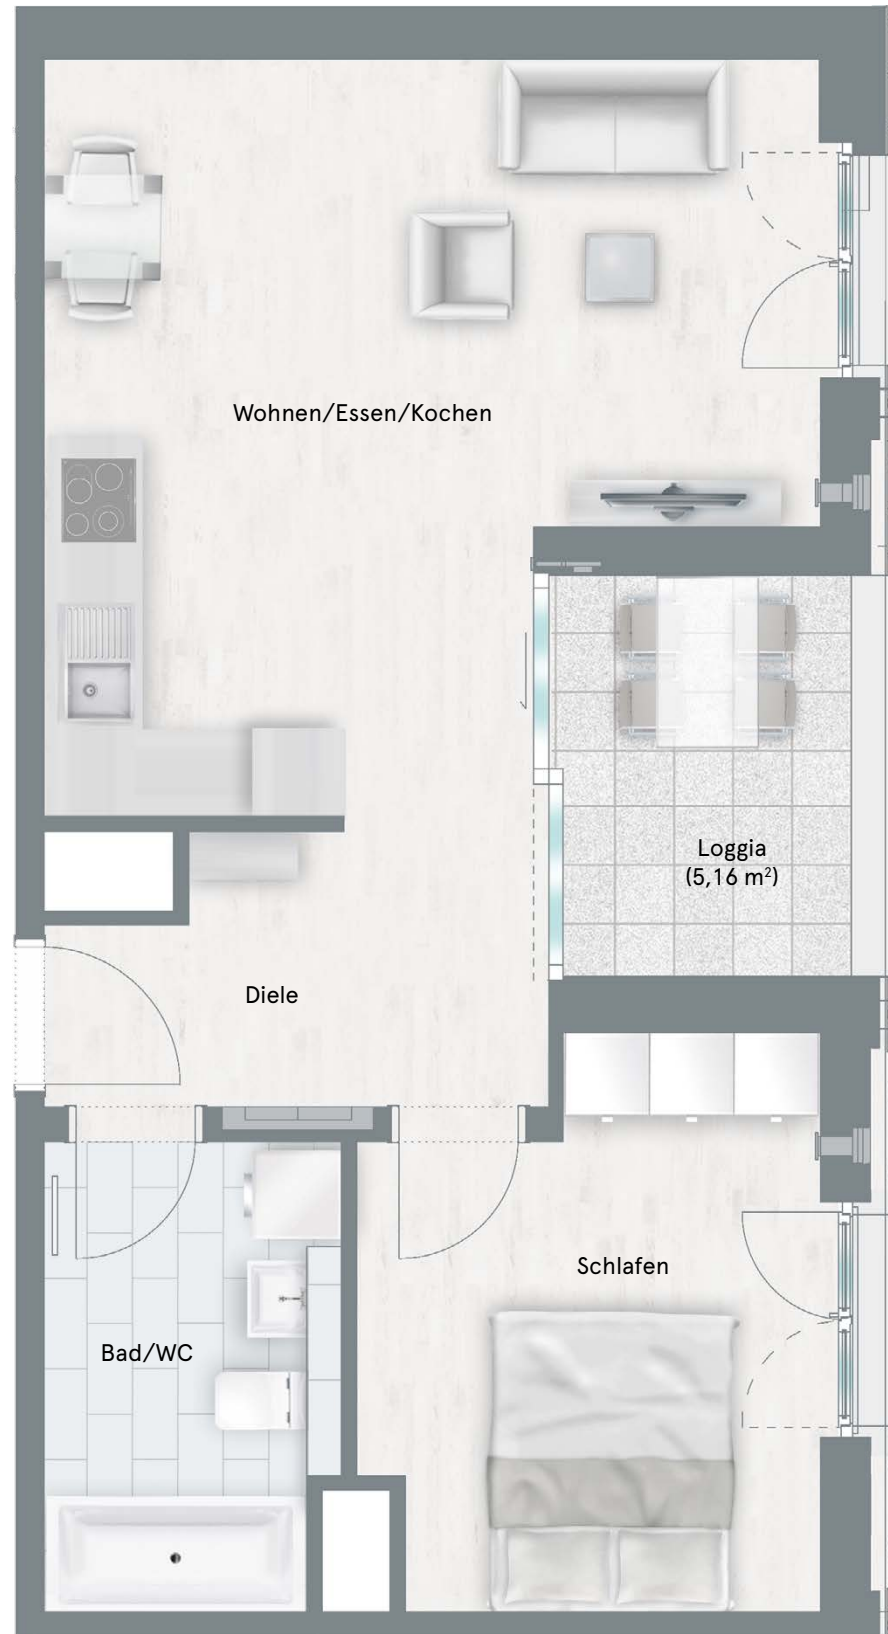 Wohnen/Essen/Kochen
Loggia
(5,16 m²)
Diele
Schlafen
Bad/WC